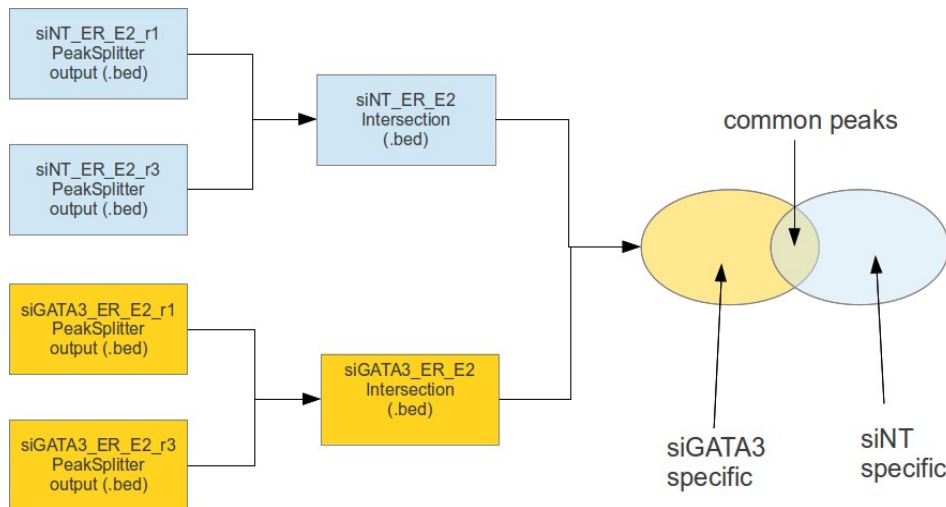 siNT_ER_E2_r1
PeakSplitter
output (.bed)
siNT_ER_E2_r3
PeakSplitter
output (.bed)
siGATA3_ER_E2_r1
PeakSplitter
output (.bed)
siGATA3_ER_E2_r3
PeakSplitter
output (.bed)
siNT_ER_E2
Intersection
(.bed)
siGATA3_ER_E2
Intersection
(.bed)
common peaks
siGATA3
specific
siNT
specific